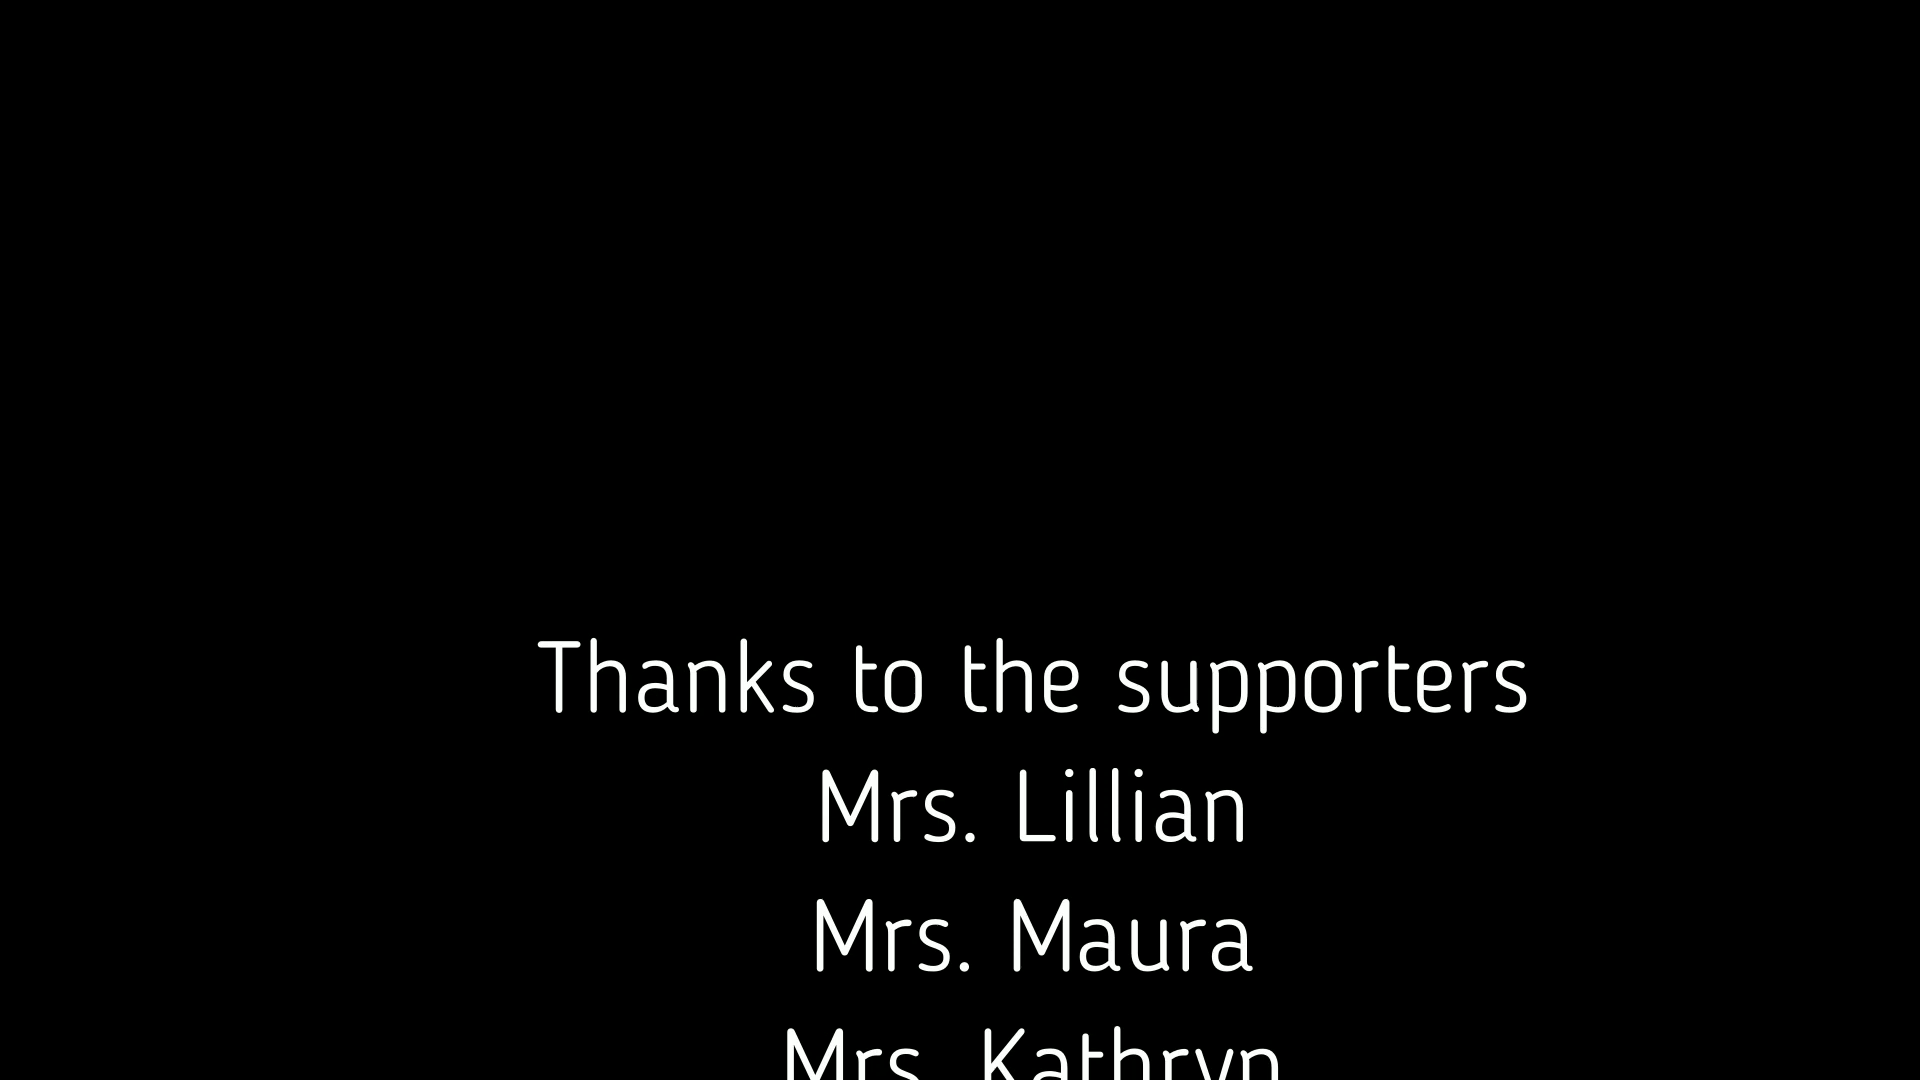 Thanks to the supporters
Mrs. Lillian
Mrs. Maura
Mrs. Kathryn